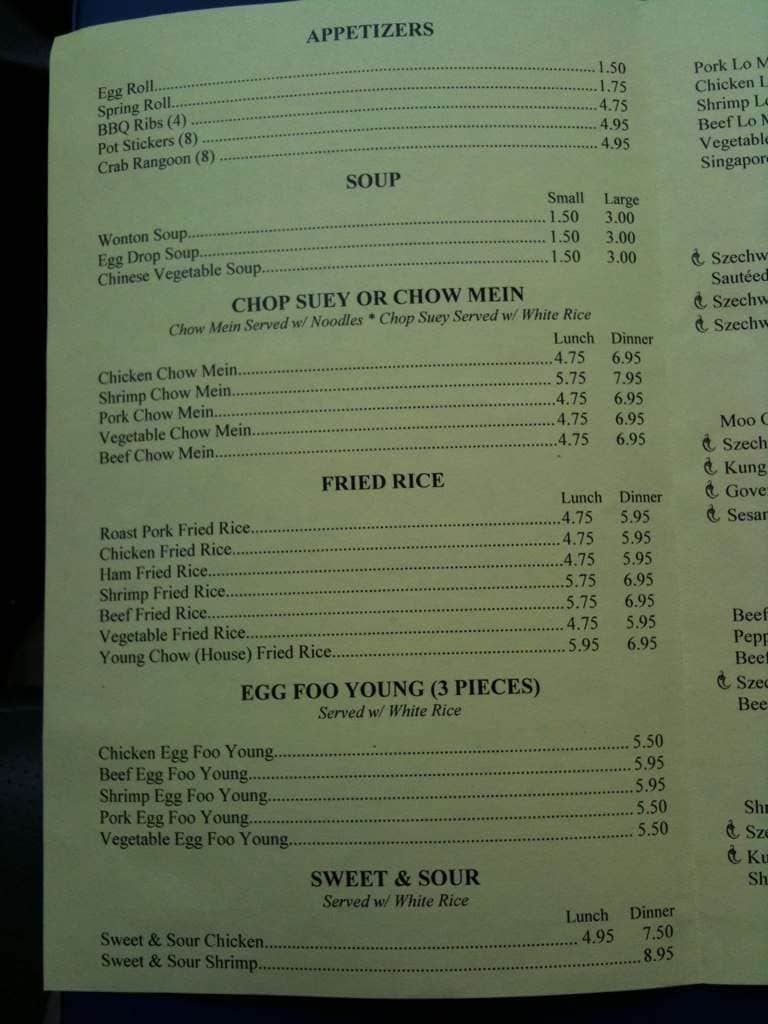 APPETIZERS
Egg Roll..........1.50
Spring Roll..........1.75
BBQ Ribs (4)..........4.75
Pot Stickers (8)..........4.95
Crab Rangoon (8)..........4.95
SOUP
Small Large
Wonton Soup..........1.50 3.00
Egg Drop Soup..........1.50 3.00
Chinese Vegetable Soup..........1.50 3.00
CHOP SUEY OR CHOW MEIN
Chow Mein Served w/ Noodles * Chop Suey Served w/ White Rice
Lunch Dinner
Chicken Chow Mein..........4.75 6.95
Shrimp Chow Mein..........5.75 7.95
Pork Chow Mein..........4.75 6.95
Vegetable Chow Mein..........4.75 6.95
Beef Chow Mein..........4.75 6.95
FRIED RICE
Lunch Dinner
Roast Pork Fried Rice..........4.75 5.95
Chicken Fried Rice..........4.75 5.95
Ham Fried Rice..........4.75 5.95
Shrimp Fried Rice..........5.75 6.95
Beef Fried Rice..........5.75 6.95
Vegetable Fried Rice..........4.75 5.95
Young Chow (House) Fried Rice..........5.95 6.95
EGG FOO YOUNG (3 PIECES)
Served w/ White Rice
Chicken Egg Foo Young..........5.50
Beef Egg Foo Young..........5.95
Shrimp Egg Foo Young..........5.95
Pork Egg Foo Young..........5.50
Vegetable Egg Foo Young..........5.50
SWEET & SOUR
Served w/ White Rice
Lunch Dinner
Sweet & Sour Chicken..........4.95 7.50
Sweet & Sour Shrimp..........8.95
Pork Lo M
Chicken L
Shrimp Lo
Beef Lo M
Vegetable
Singapor
Szechw
Sautéed
Szechw
Szechw
Moo
Szech
Kung
Gove
Sesar
Beef
Pepp
Beef
Szec
Bee
Shr
Sze
Ku
Sh